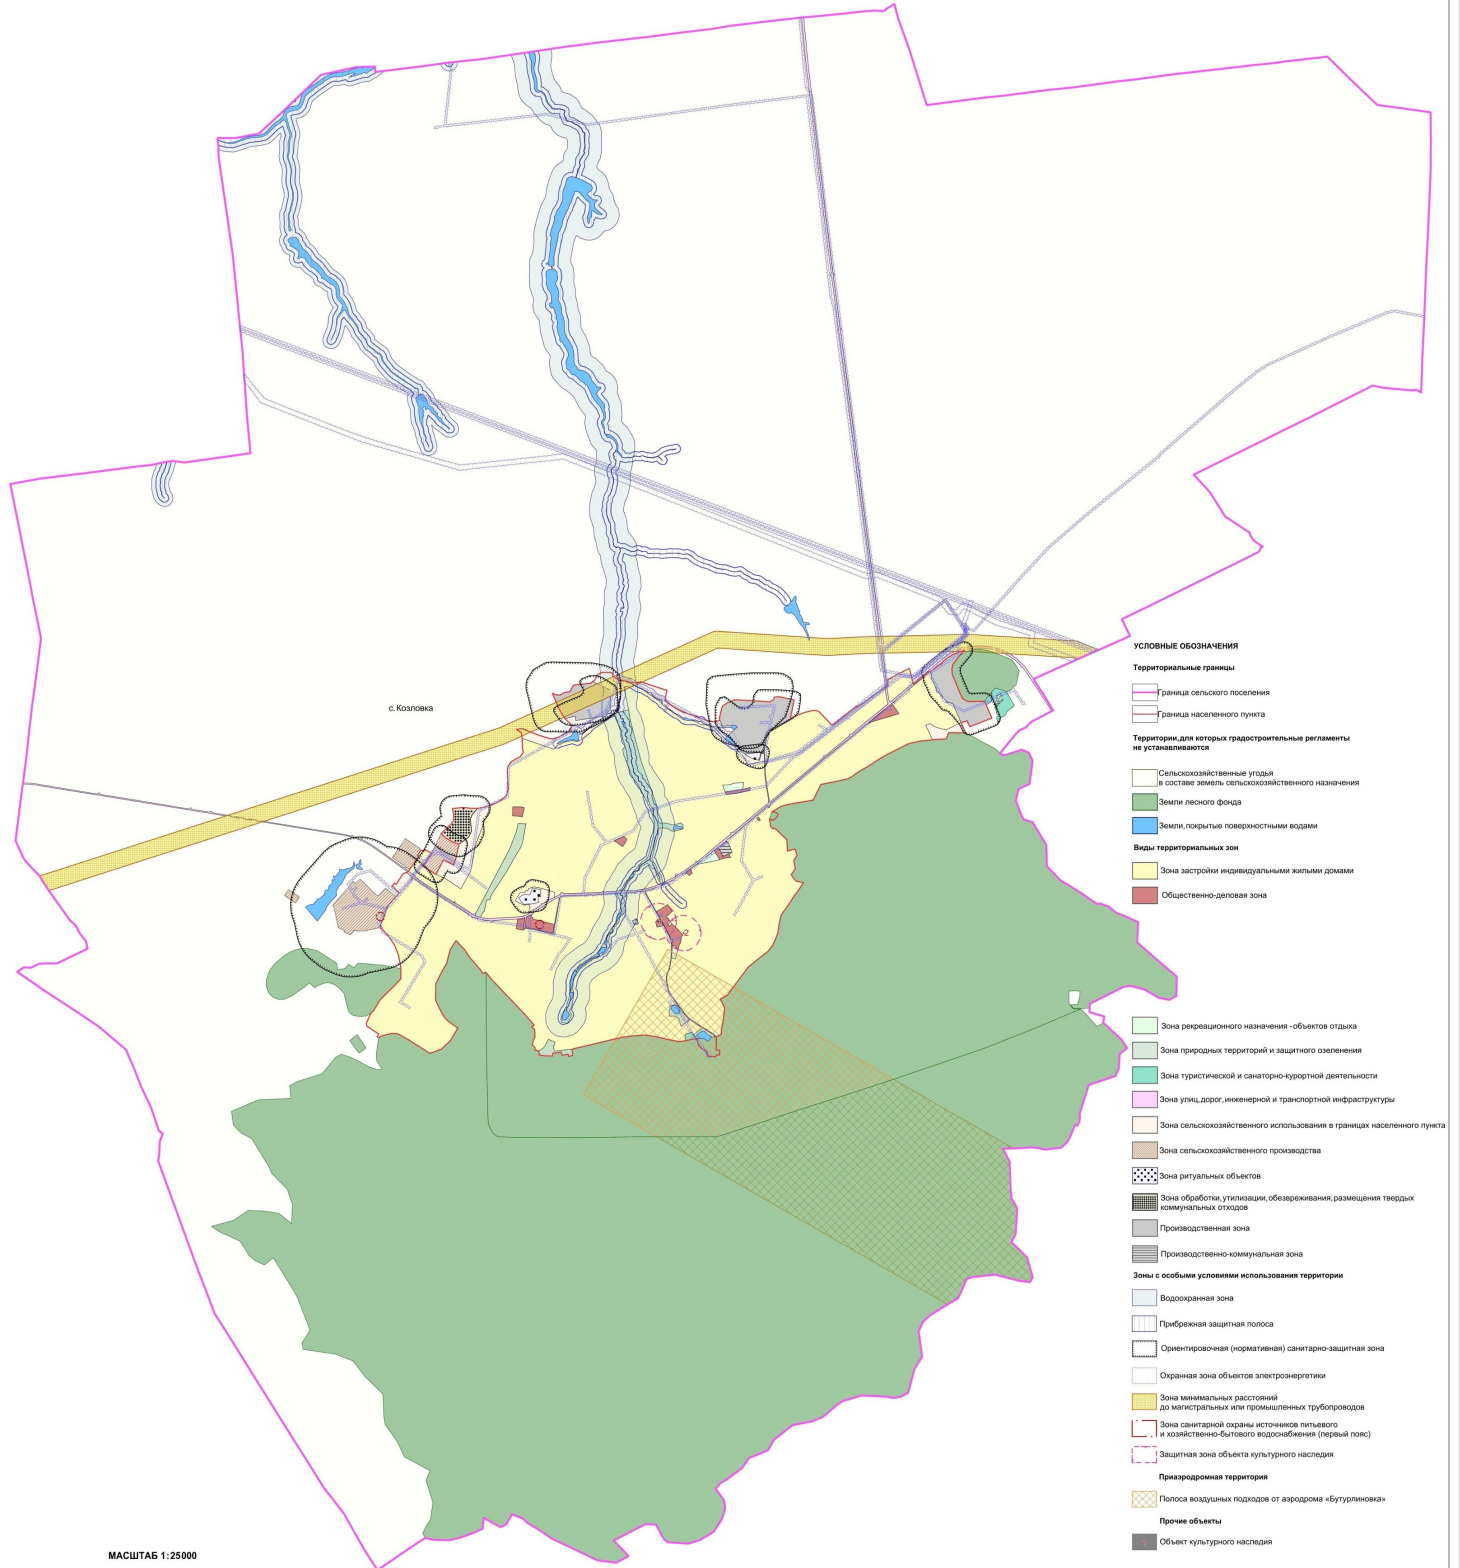 с.Козловка
2
УСЛОВНЫЕ ОБОЗНАЧЕНИЯ
Территориальные границы
Граница сельского поселения
Граница населенного пункта
Территории,для которых градостроительные регламенты
не устанавливаются
Сельскохозяйственные угодья
в составе земель сельскохозяйственного назначения
Земли лесного фонда
Земли,покрытые поверхностными водами
Виды территориальных зон
Зона застройки индивидуальными жилыми домами
Общественно-деловая зона
Зона рекреационного назначения -объектов отдыха
Зона природных территорий и защитного озеленения
Зона туристической и санаторно-курортной деятельности
Зона улиц,дорог,инженерной и транспортной инфраструктуры
Зона сельскохозяйственного использования в границах населенного пункта
Зона сельскохозяйственного производства
Зона ритуальных объектов
Зона обработки,утилизации,обезвреживания,размещения твердых
коммунальных отходов
Производственная зона
Производственно-коммунальная зона
Зоны с особыми условиями использования территории
Водоохранная зона
Прибрежная защитная полоса
Ориентировочная (нормативная) санитарно-защитная зона
Охранная зона объектов электроэнергетики
Зона минимальных расстояний
до магистральных или промышленных трубопроводов
Зона санитарной охраны источников питьевого
и хозяйственно-бытового водоснабжения (первый пояс)
Защитная зона объекта культурного наследия
Приаэродромная территория
Полоса воздушных подходов от аэродрома «Бутурлиновка»
Прочие объекты
Объект культурного наследия
МАСШТАБ 1:25000